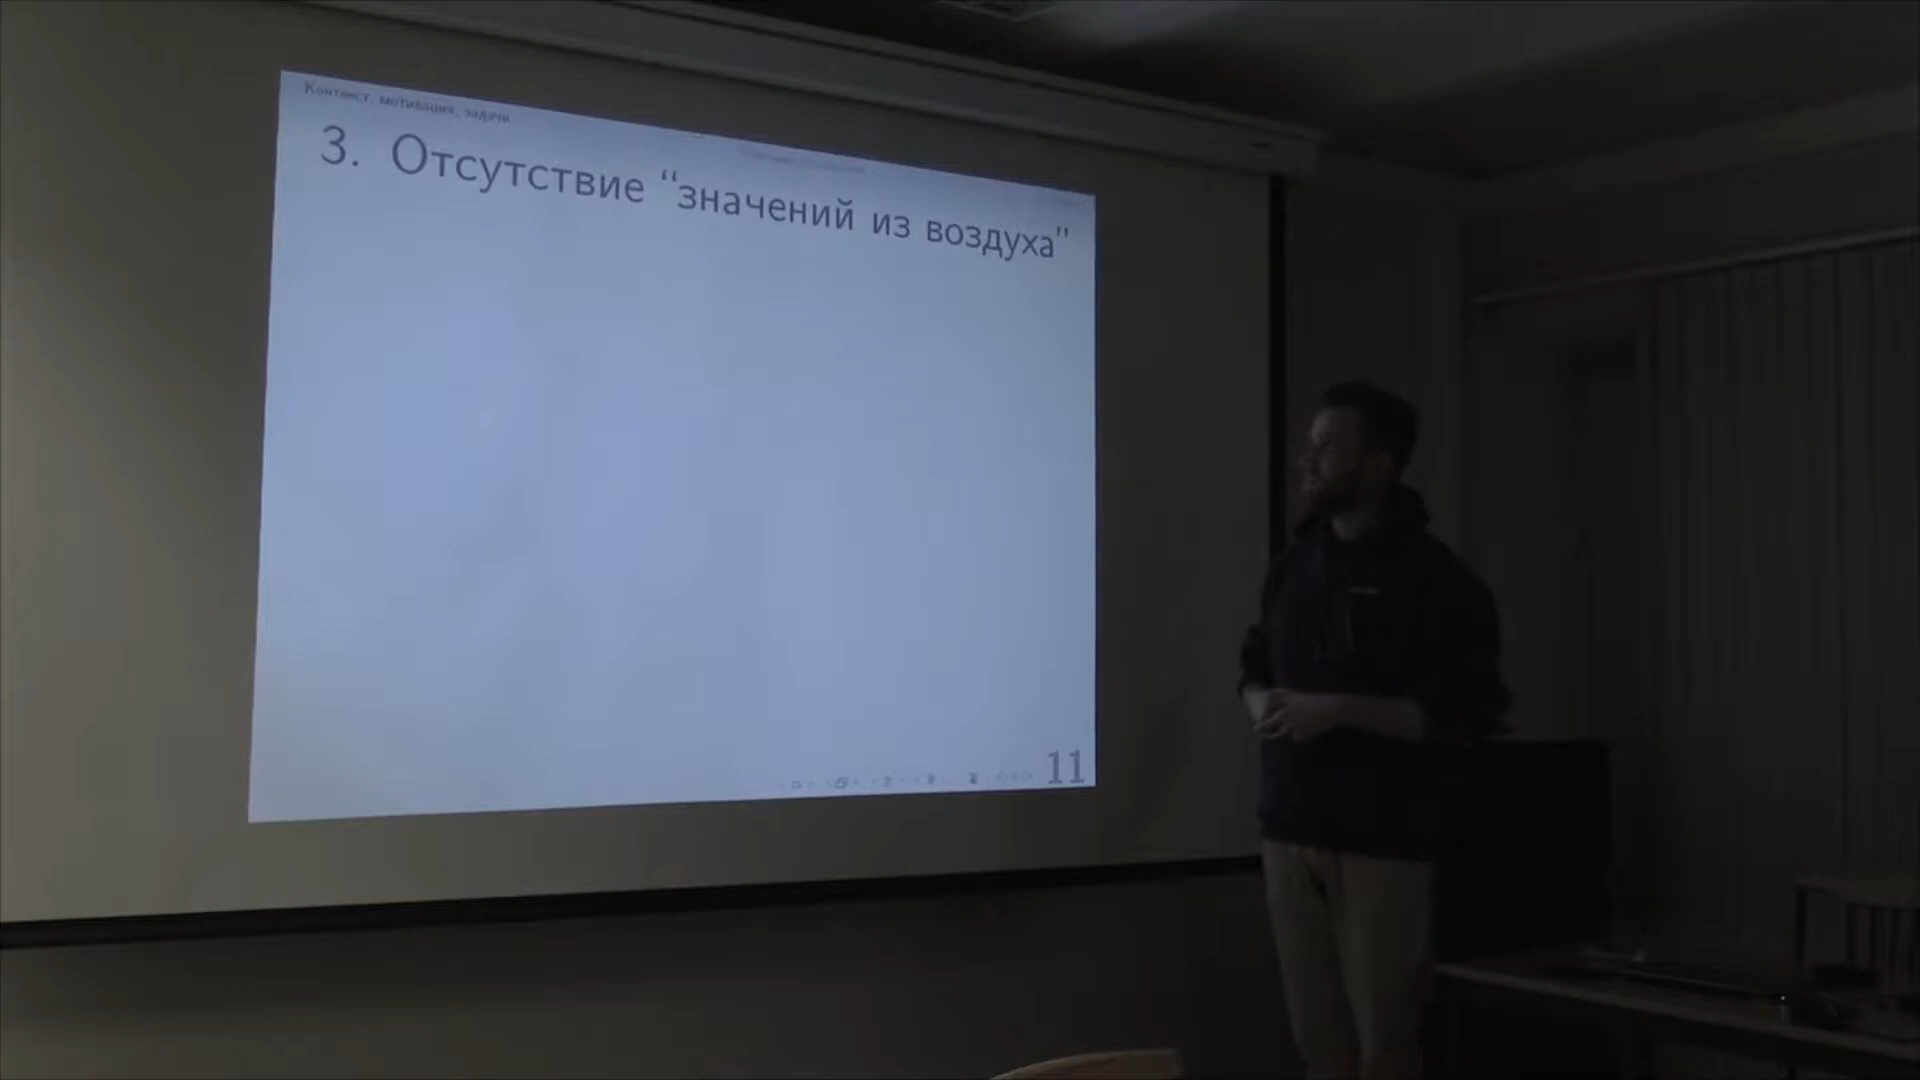 Контекст, мотивация, задачи
3. Отсутствие “значений из воздуха”
11